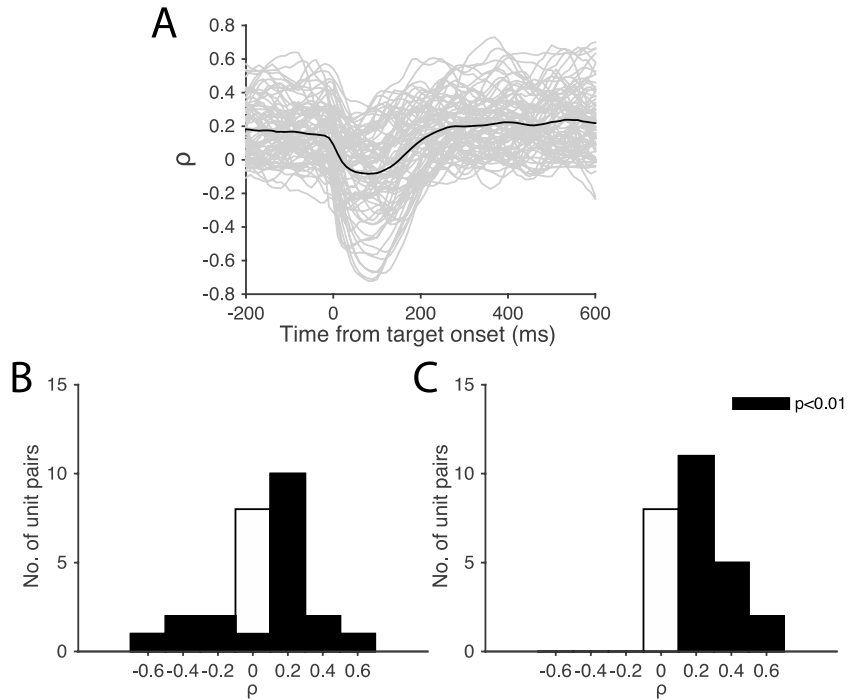 A
0.8
0.6
0.4
0.2
0
-0.2
-0.4
-0.6
-0.8
ρ
-200 0 200 400 600
Time from target onset (ms)
B
15
10
5
0
No. of unit pairs
-0.6 -0.4 -0.2 0 0.2 0.4 0.6
ρ
C
15
10
5
0
No. of unit pairs
p<0.01
-0.6 -0.4 -0.2 0 0.2 0.4 0.6
ρ